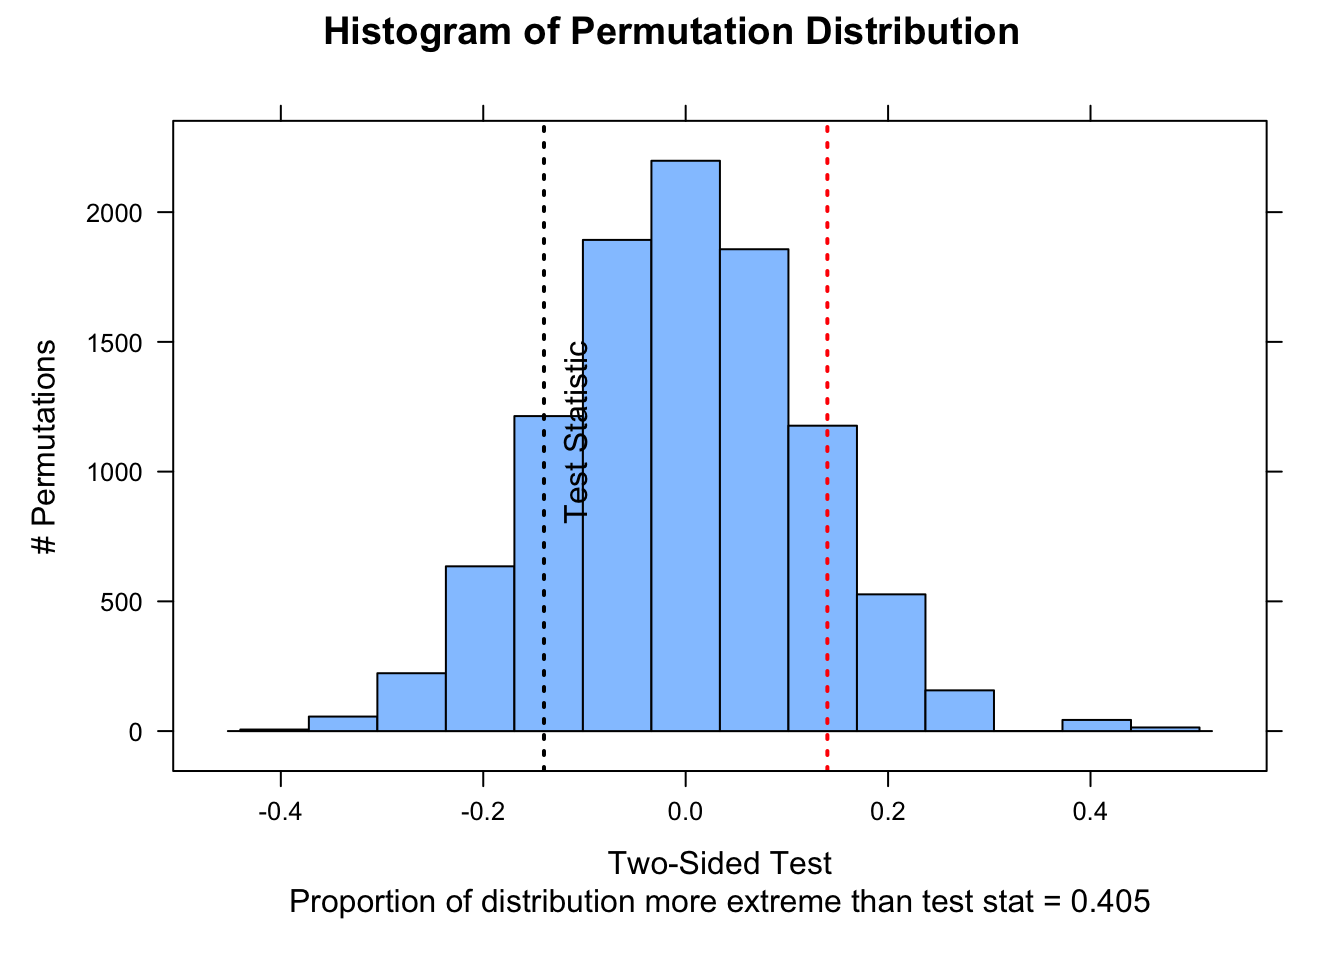 Histogram of Permutation Distribution
2000
1500
1000
500
0
# Permutations
Test Statistic
-0.4
-0.2
0.0
0.2
0.4
Two-Sided Test
Proportion of distribution more extreme than test stat = 0.405